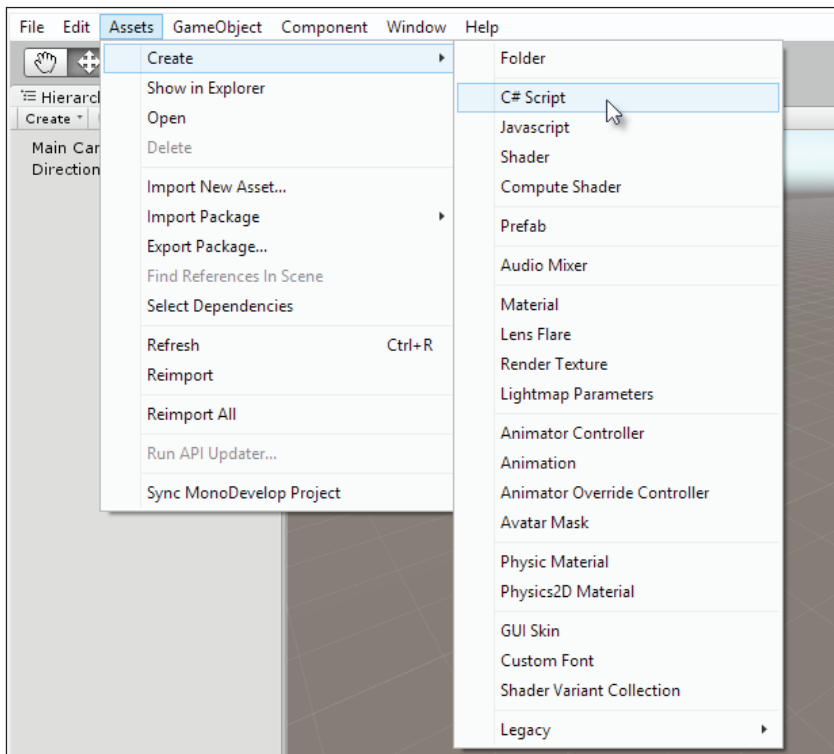 File Edit Assets GameObject Component Window Help
Hierarc
Create
Main Car
Direction
Create
Show in Explorer
Open
Delete
Import New Asset...
Import Package
Export Package...
Find References In Scene
Select Dependencies
Refresh Ctrl+R
Reimport
Reimport All
Run API Updater...
Sync MonoDevelop Project
Folder
C# Script
Javascript
Shader
Compute Shader
Prefab
Audio Mixer
Material
Lens Flare
Render Texture
Lightmap Parameters
Animator Controller
Animation
Animator Override Controller
Avatar Mask
Physic Material
Physics2D Material
GUI Skin
Custom Font
Shader Variant Collection
Legacy